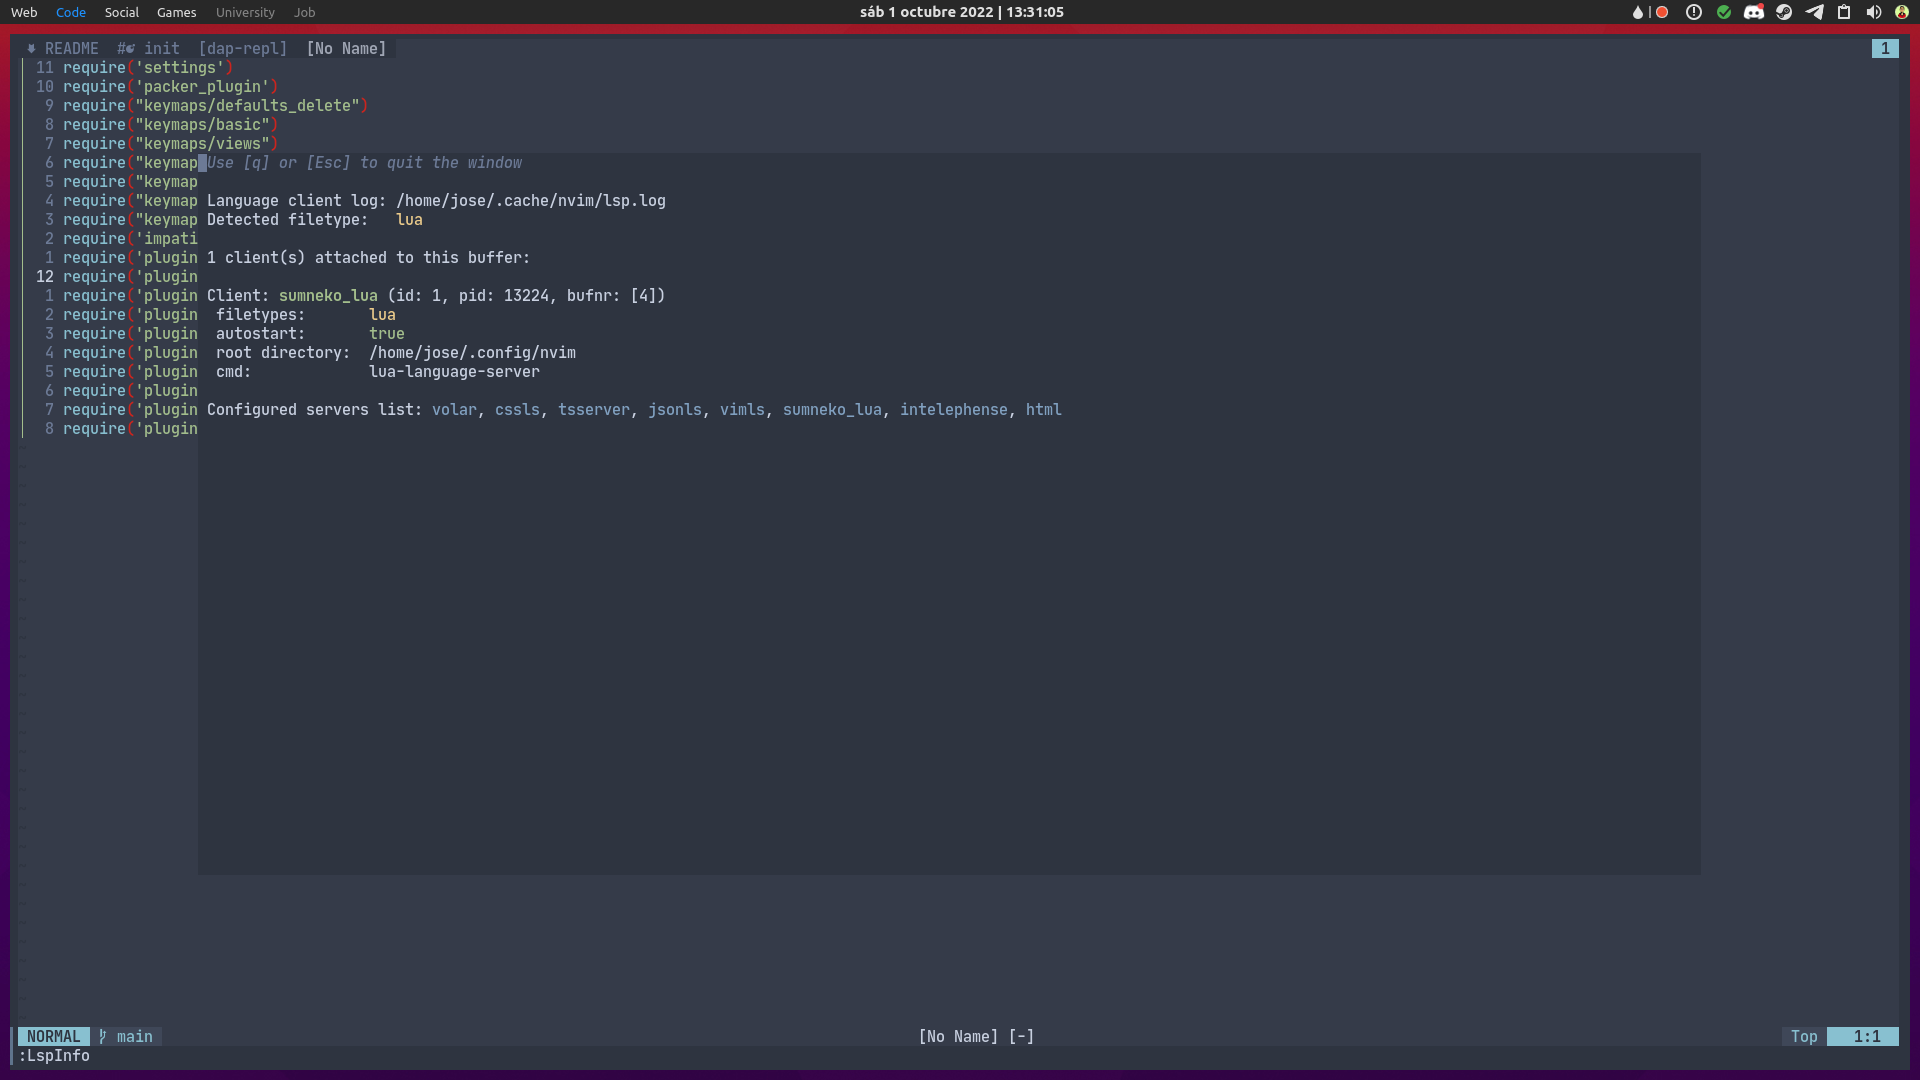 Web Code Social Games University Job sáb 1 octubre 2022 | 13:31:05
README init [dap-repl] [No Name] 1
11 require('settings')
10 require('packer_plugin')
9 require("keymaps/defaults_delete")
8 require("keymaps/basic")
7 require("keymaps/views")
6 require("keymap Use [q] or [Esc] to quit the window
5 require("keymap
4 require("keymap Language client log: /home/jose/.cache/nvim/lsp.log
3 require("keymap Detected filetype: lua
2 require('impati
1 require('plugin 1 client(s) attached to this buffer:
12 require('plugin
1 require('plugin Client: sumneko_lua (id: 1, pid: 13224, bufnr: [4])
2 require('plugin filetypes: lua
3 require('plugin autostart: true
4 require('plugin root directory: /home/jose/.config/nvim
5 require('plugin cmd: lua-language-server
6 require('plugin
7 require('plugin Configured servers list: volar, cssls, tsserver, jsonls, vimls, sumneko_lua, intelephense, html
8 require('plugin
NORMAL main [No Name] [-] Top 1:1
:LspInfo